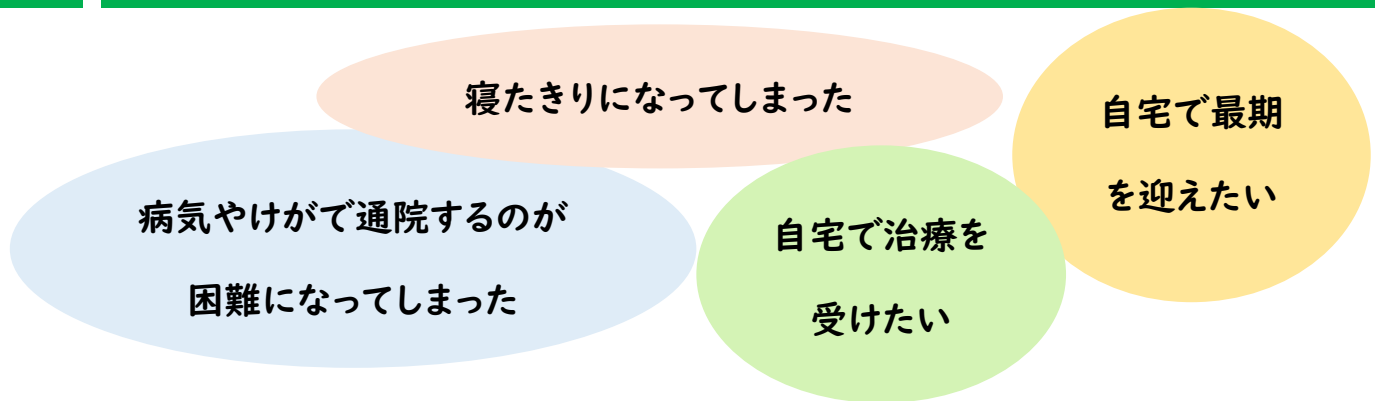 寝たきりになってしまった
自宅で最期
を迎えたい
病気やけがで通院するのが
困難になってしまった
自宅で治療を
受けたい